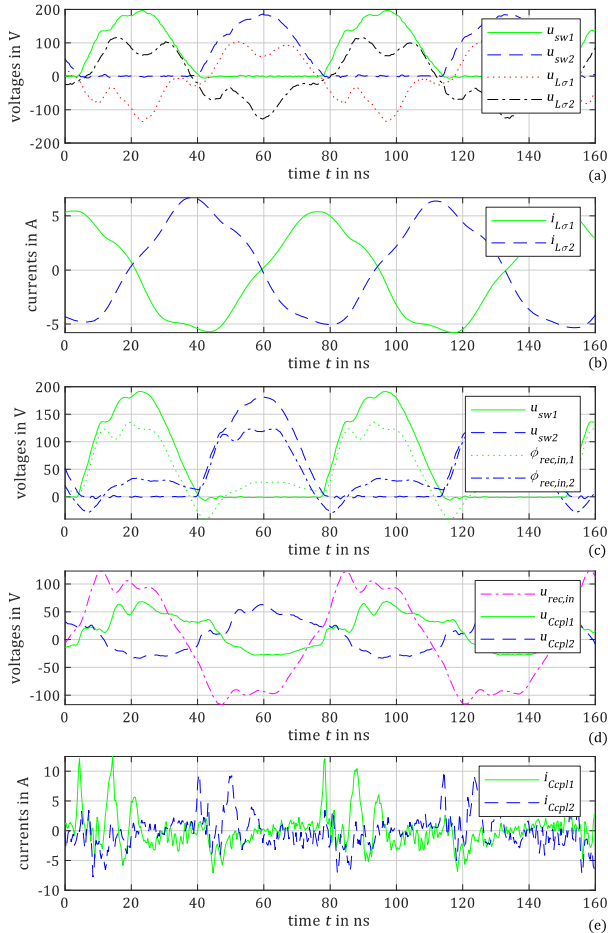 voltages in V
200
100
0
-100
-200
0 20 40 60 80 100 120 140 160
time t in ns
u_sw1
u_sw2
u_Lσ1
u_Lσ2
(a)
currents in A
5
0
-5
0 20 40 60 80 100 120 140 160
time t in ns
i_Lσ1
i_Lσ2
(b)
voltages in V
200
150
100
50
0
0 20 40 60 80 100 120 140 160
time t in ns
u_sw1
u_sw2
ϕ_rec,in,1
ϕ_rec,in,2
(c)
voltages in V
100
50
0
-50
-100
0 20 40 60 80 100 120 140 160
time t in ns
u_rec,in
u_Ccpl1
u_Ccpl2
(d)
currents in A
10
5
0
-5
-10
0 20 40 60 80 100 120 140 160
time t in ns
i_Ccpl1
i_Ccpl2
(e)